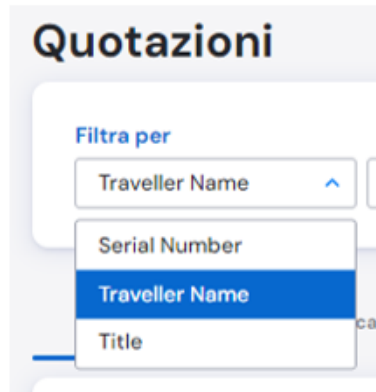 Quotazioni
Filtra per
Traveller Name
Serial Number
Traveller Name
Title